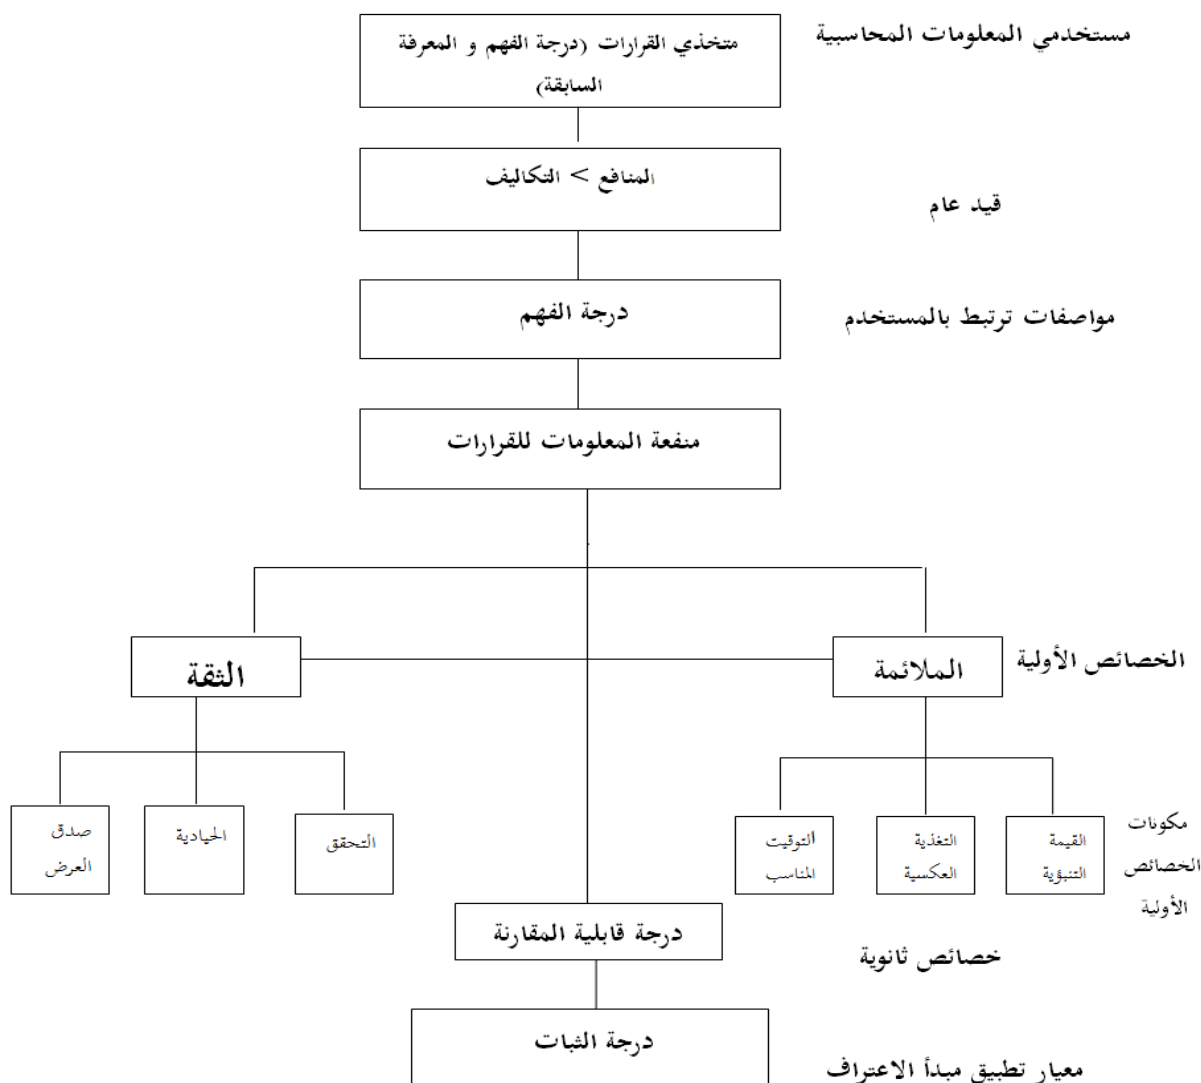 مستخدمي المعلومات المحاسبية
متخذي القرارات (درجة الفهم و المعرفة
السابقة)
المنافع > التكاليف
قيد عام
درجة الفهم
مواصفات ترتبط بالمستخدم
منفعة المعلومات للقرارات
الخصائص الأولية
الملائمة
الثقة
مكونات
الخصائص
الأولية
القيمة
التنبؤية
التغذية
العكسية
التوقيت
المناسب
التحقق
الحيادية
صدق
العرض
درجة قابلية المقارنة
خصائص ثانوية
درجة الثبات
معيار تطبيق مبدأ الاعتراف